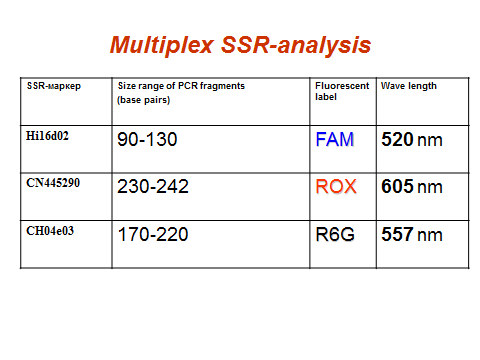 Multiplex SSR-analysis
SSR-маркер Size range of PCR fragments (base pairs) Fluorescent label Wave length
Hi16d02 90-130 FAM 520 nm
CN445290 230-242 ROX 605 nm
CH04e03 170-220 R6G 557 nm